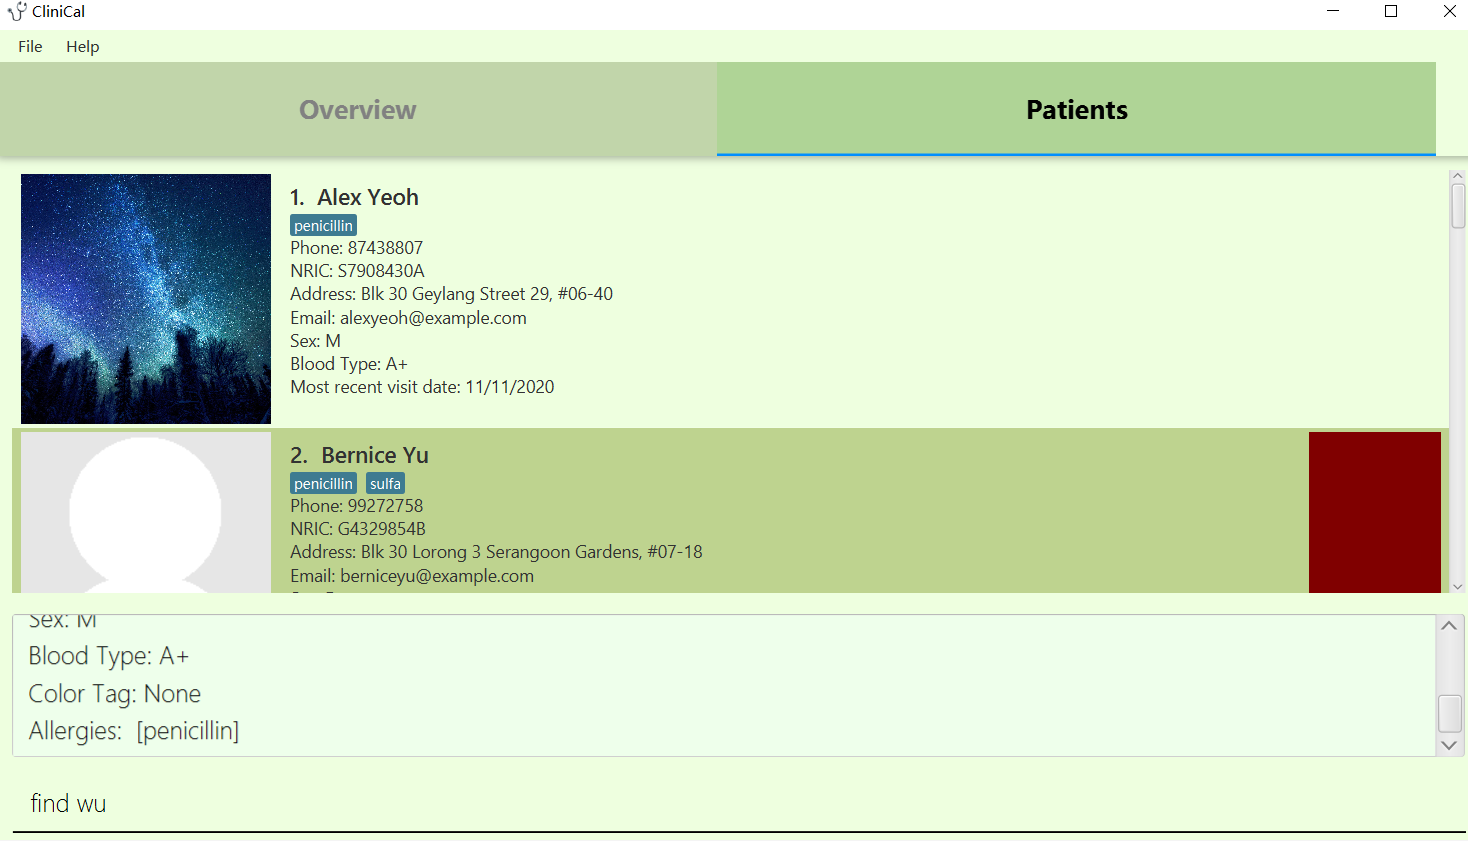 CliniCal
File Help
Overview Patients
1. Alex Yeoh
penicillin
Phone: 87438807
NRIC: S7908430A
Address: Blk 30 Geylang Street 29, #06-40
Email: alexyeoh@example.com
Sex: M
Blood Type: A+
Most recent visit date: 11/11/2020
2. Bernice Yu
penicillin sulfa
Phone: 99272758
NRIC: G4329854B
Address: Blk 30 Lorong 3 Serangoon Gardens, #07-18
Email: berniceyu@example.com
Sex: M
Blood Type: A+
Color Tag: None
Allergies: [penicillin]
find wu